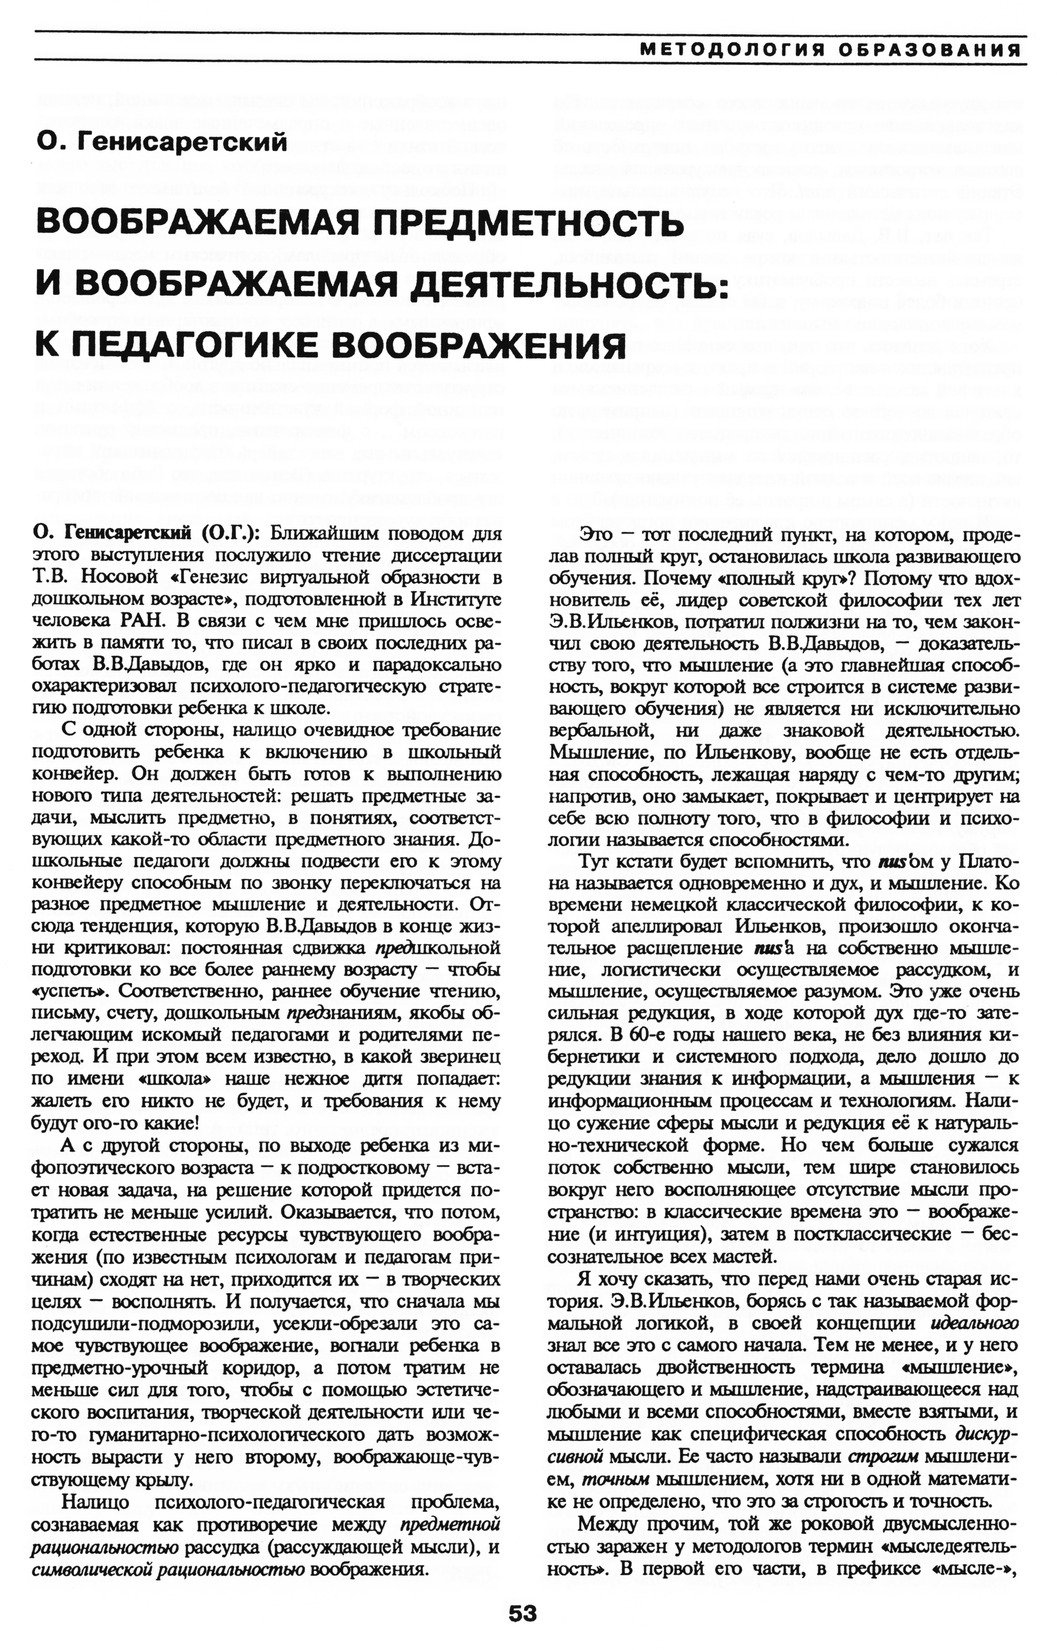 МЕТОДОЛОГИЯ ОБРАЗОВАНИЯ
О. Генисаретский
ВООБРАЖАЕМАЯ ПРЕДМЕТНОСТЬ
И ВООБРАЖАЕМАЯ ДЕЯТЕЛЬНОСТЬ:
К ПЕДАГОГИКЕ ВООБРАЖЕНИЯ
О. Генисаретский (О.Г.): Ближайшим поводом для
этого выступления послужило чтение диссертации
Т.В. Носовой «Генезис виртуальной образности в
дошкольном возрасте», подготовленной в Институте
человека РАН. В связи с чем мне пришлось осве-
жить в памяти то, что писал в своих последних ра-
ботах В.В.Давыдов, где он ярко и парадоксально
охарактеризовал психолого-педагогическую страте-
гию подготовки ребенка к школе.
С одной стороны, налицо очевидное требование
подготовить ребенка к включению в школьный
конвейер. Он должен быть готов к выполнению
нового типа деятельностей: решать предметные за-
дачи, мыслить предметно, в понятиях, соответст-
вующих какой-то области предметного знания. До-
школьные педагоги должны подвести его к этому
конвейеру способным по звонку переключаться на
разное предметное мышление и деятельности. От-
сюда тенденция, которую В.В.Давыдов в конце жиз-
ни критиковал: постоянная сдвижка предшкольной
подготовки ко все более раннему возрасту — чтобы
«успеть». Соответственно, раннее обучение чтению,
письму, счету, дошкольным предзнаниям, якобы об-
легчающим искомый педагогами и родителями пе-
реход. И при этом всем известно, в какой зверинец
по имени «школа» наше нежное дитя попадает:
жалеть его никто не будет, и требования к нему
будут ого-го какие!
А с другой стороны, по выходе ребенка из ми-
фопоэтического возраста — к подростковому — вста-
ет новая задача, на решение которой придется по-
тратить не меньше усилий. Оказывается, что потом,
когда естественные ресурсы чувствующего вообра-
жения (по известным психологам и педагогам при-
чинам) сходят на нет, приходится их — в творческих
целях — восполнять. И получается, что сначала мы
подсушили-подморозили, усекли-обрезали это са-
мое чувствующее воображение, вогнали ребенка в
предметно-урочный коридор, а потом тратим не
меньше сил для того, чтобы с помощью эстетиче-
ского воспитания, творческой деятельности или че-
го-то гуманитарно-психологического дать возмож-
ность вырасти у него второму, воображающе-чув-
ствующему крылу.
Налицо психолого-педагогическая проблема,
сознаваемая как противоречие между предметной
рациональностью рассудка (рассуждающей мысли), и
символической рациональностью воображения.
Это — тот последний пункт, на котором, проде-
лав полный круг, остановилась школа развивающего
обучения. Почему «полный круг»? Потому что вдох-
новитель её, лидер советской философии тех лет
Э.В.Ильенков, потратил полжизни на то, чем закон-
чил свою деятельность В.В.Давыдов, — доказатель-
ству того, что мышление (а это главнейшая способ-
ность, вокруг которой все строится в системе разви-
вающего обучения) не является ни исключительно
вербальной, ни даже знаковой деятельностью.
Мышление, по Ильенкову, вообще не есть отдель-
ная способность, лежащая наряду с чем-то другим;
напротив, оно замыкает, покрывает и центрирует на
себе всю полноту того, что в философии и психо-
логии называется способностями.
Тут кстати будет вспомнить, что nus'ом у Плато-
на называется одновременно и дух, и мышление. Ко
времени немецкой классической философии, к ко-
торой апеллировал Ильенков, произошло оконча-
тельное расщепление nus'а на собственно мышле-
ние, логистически осуществляемое рассудком, и
мышление, осуществляемое разумом. Это уже очень
сильная редукция, в ходе которой дух где-то зате-
рялся. В 60-е годы нашего века, не без влияния ки-
бернетики и системного подхода, дело дошло до
редукции знания к информации, а мышления — к
информационным процессам и технологиям. Нали-
цо сужение сферы мысли и редукция её к натураль-
но-технической форме. Но чем больше сужался
поток собственно мысли, тем шире становилось
вокруг него восполняющее отсутствие мысли про-
странство: в классические времена это — воображе-
ние (и интуиция), затем в постклассические — бес-
сознательное всех мастей.
Я хочу сказать, что перед нами очень старая ис-
тория. Э.В.Ильенков, борясь с так называемой фор-
мальной логикой, в своей концепции идеального
знал все это с самого начала. Тем не менее, и у него
оставалась двойственность термина «мышление»,
обозначающего и мышление, надстраивающееся над
любыми и всеми способностями, вместе взятыми, и
мышление как специфическая способность дискур-
сивной мысли. Ее часто называли строгим мышлени-
ем, точным мышлением, хотя ни в одной математи-
ке не определено, что это за строгость и точность.
Между прочим, той же роковой двусмысленно-
стью заражен у методологов термин «мыследеятель-
ность». В первой его части, в префиксе «мысле-»,
53